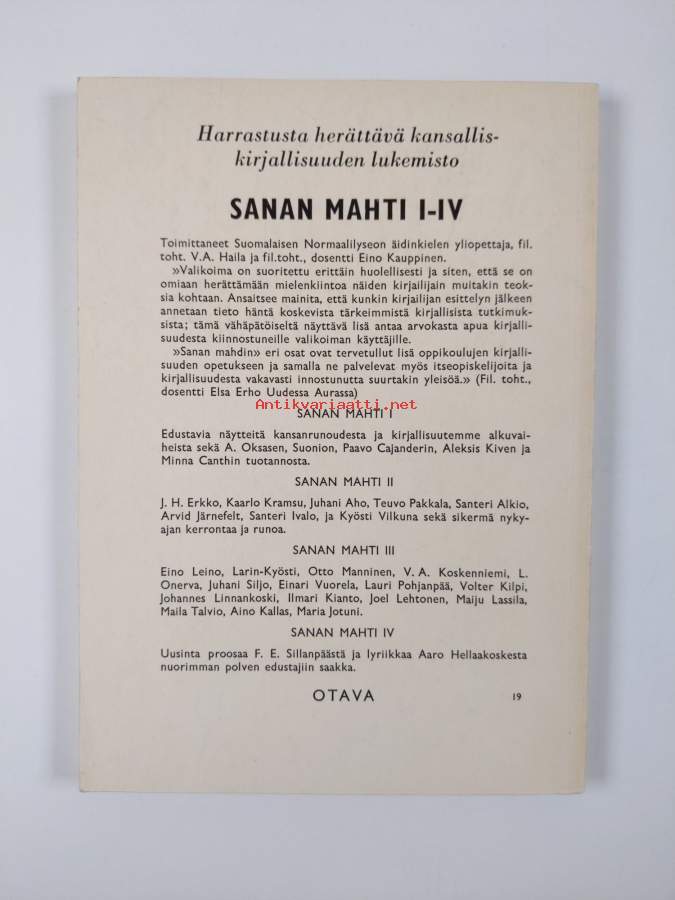 Harrastusta herättävä kansallis-
kirjallisuuden lukemisto
SANAN MAHTI I-IV
Toimittaneet Suomalaisen Normaalilyseon äidinkielen yliopettaja, fil.
toht. V.A. Haila ja fil.toht., dosentti Eino Kauppinen.
»Valikoima on suoritettu erittäin huolellisesti ja siten, että se on
omiaan herättämään mielenkiintoa näiden kirjailijain muitakin teok-
sia kohtaan. Ansaitsee mainita, että kunkin kirjailijan esittelyn jälkeen
annetaan tieto häntä koskevista tärkeimmistä kirjallisista tutkimuk-
sista; tämä vähäpätöiseltä näyttävä lisä antaa arvokasta apua kirjalli-
suudesta kiinnostuneille valikoiman käyttäjille.
»Sanan mahdin» eri osat ovat tervetullut lisä oppikoulujen kirjalli-
suuden opetukseen ja samalla ne palvelevat myös itseopiskelijoita ja
kirjallisuudesta vakavasti innostunutta suurtakin yleisöä.» (Fil. toht.,
dosentti Elsa Erho Uudessa Aurassa)
Antikvariaatti.net
SANAN MAHTI I
Edustavia näytteitä kansanrunoudesta ja kirjallisuutemme alkuvai-
heista sekä A. Oksasen, Suonion, Paavo Cajanderin, Aleksis Kiven ja
Minna Canthin tuotannosta.
SANAN MAHTI II
J. H. Erkko, Kaarlo Kramsu, Juhani Aho, Teuvo Pakkala, Santeri Alkio,
Arvid Järnefelt, Santeri Ivalo, ja Kyösti Vilkuna sekä sikermä nyky-
ajan kerrontaa ja runoa.
SANAN MAHTI III
Eino Leino, Larin-Kyösti, Otto Manninen, V. A. Koskenniemi, L.
Onerva, Juhani Siljo, Einari Vuorela, Lauri Pohjanpää, Volter Kilpi,
Johannes Linnankoski, Ilmari Kianto, Joel Lehtonen, Maiju Lassila,
Maila Talvio, Aino Kallas, Maria Jotuni.
SANAN MAHTI IV
Uusinta proosaa F. E. Sillanpäästä ja lyriikkaa Aaro Hellaakoskesta
nuorimman polven edustajiin saakka.
OTAVA
19